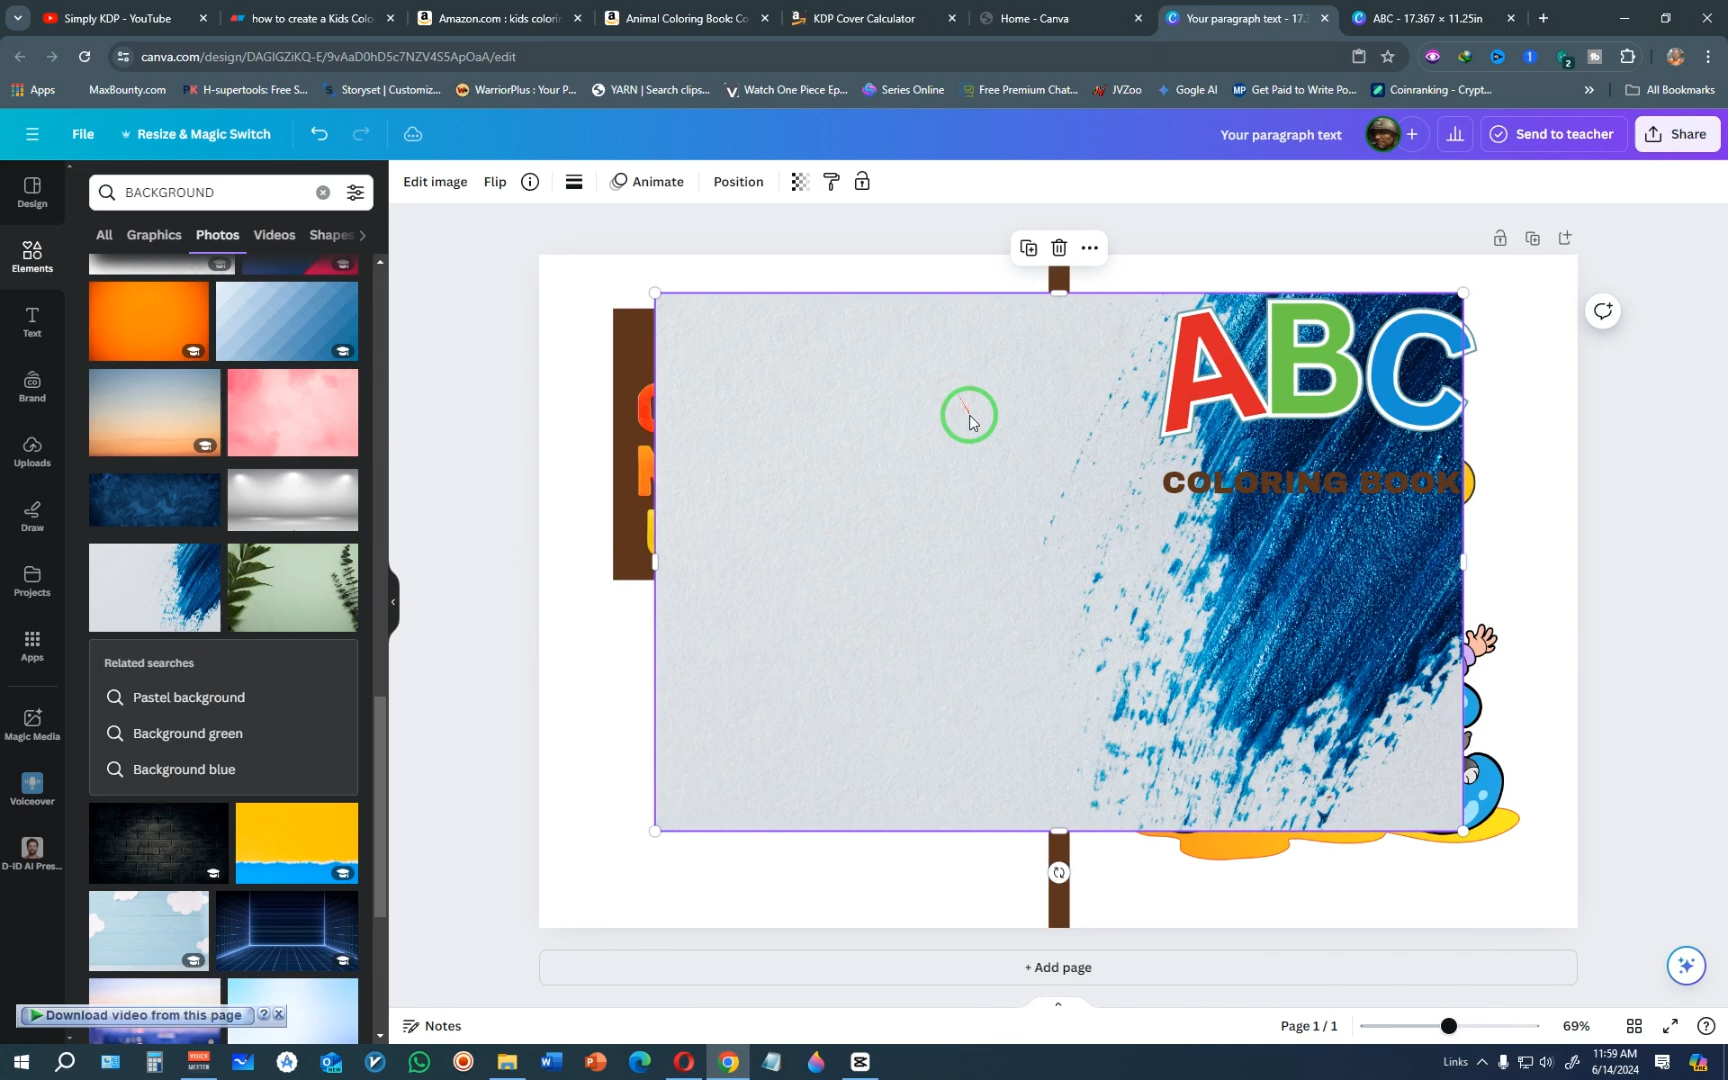 Simply KDP - YouTube
how to create a Kids Colo
Amazon.com : kids colorin
Animal Coloring Book: Co
KDP Cover Calculator
Home - Canva
Your paragraph text - 17.3
ABC - 17.367 × 11.25in
canva.com/design/DAGIGZiKQ-E/9vAaD0hD5c7NZV4S5ApOaA/edit
Apps
MaxBounty.com
H-supertools: Free S...
Storyset | Customiz...
WarriorPlus : Your P...
YARN | Search clips...
Watch One Piece Ep...
Series Online
Free Premium Chat...
JVZoo
Gogle AI
Get Paid to Write Po...
Coinranking - Crypt...
All Bookmarks
File
Resize & Magic Switch
Your paragraph text
Send to teacher
Share
Design
Elements
Text
Brand
Uploads
Draw
Projects
Apps
Magic Media
Voiceover
D-ID AI Pres...
BACKGROUND
All
Graphics
Photos
Videos
Shapes
Related searches
Pastel background
Background green
Background blue
Download video from this page
Edit image
Flip
Animate
Position
ABC
COLORING BOOK
+ Add page
Notes
Page 1 / 1
69%
Links
11:59 AM
6/14/2024